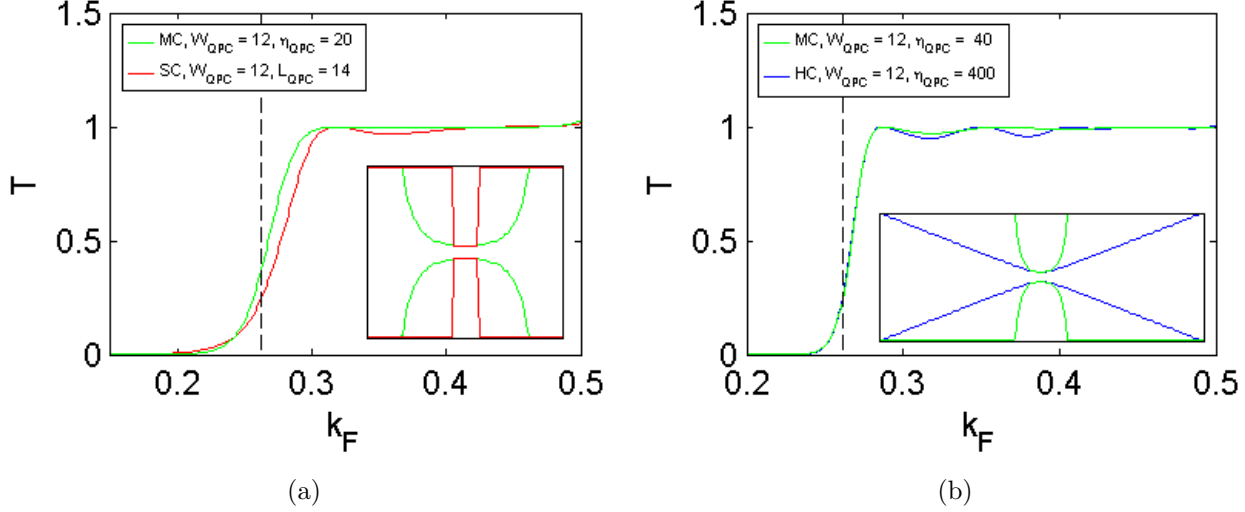 1.5
MC, W_QPC = 12, η_QPC = 20
SC, W_QPC = 12, L_QPC = 14
1
T
0.5
0
0.2
0.3
0.4
0.5
k_F
(a)
1.5
MC, W_QPC = 12, η_QPC = 40
HC, W_QPC = 12, η_QPC = 400
1
T
0.5
0
0.2
0.3
0.4
0.5
k_F
(b)